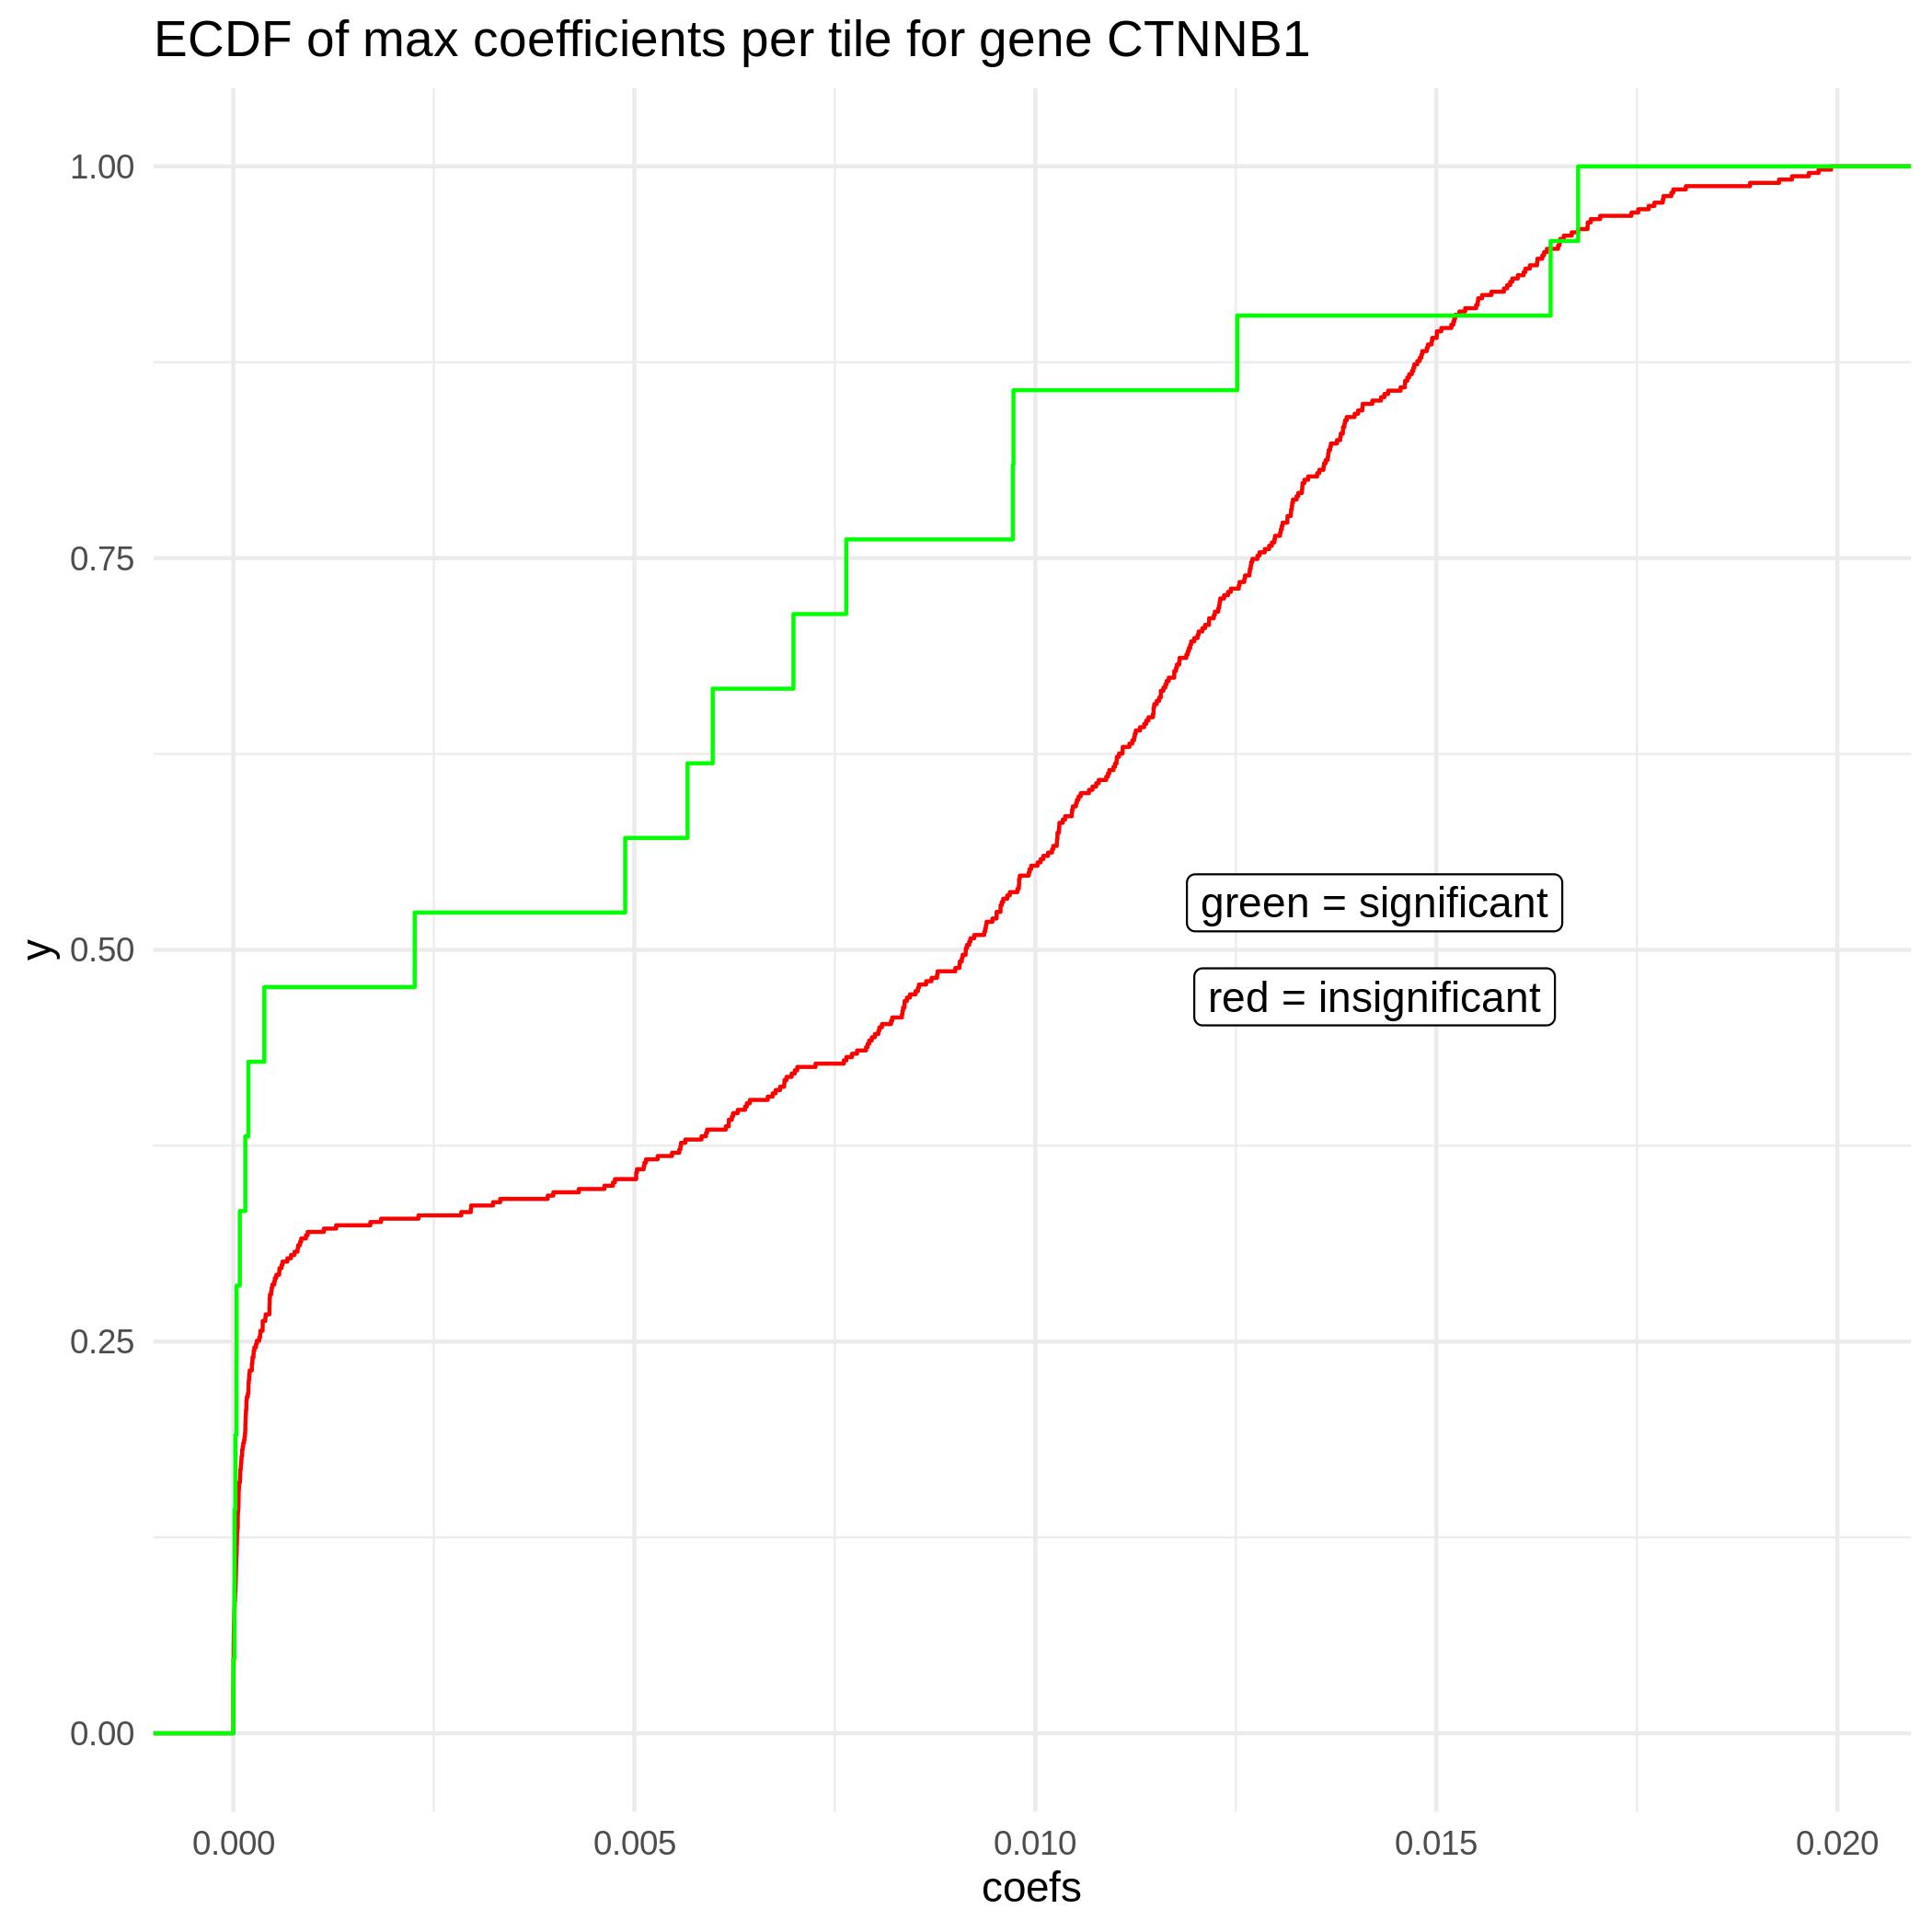 ECDF of max coefficients per tile for gene CTNNB1
1.00
0.75
0.50
0.25
0.00
y
green = significant
red = insignificant
0.000 0.005 0.010 0.015 0.020
coefs